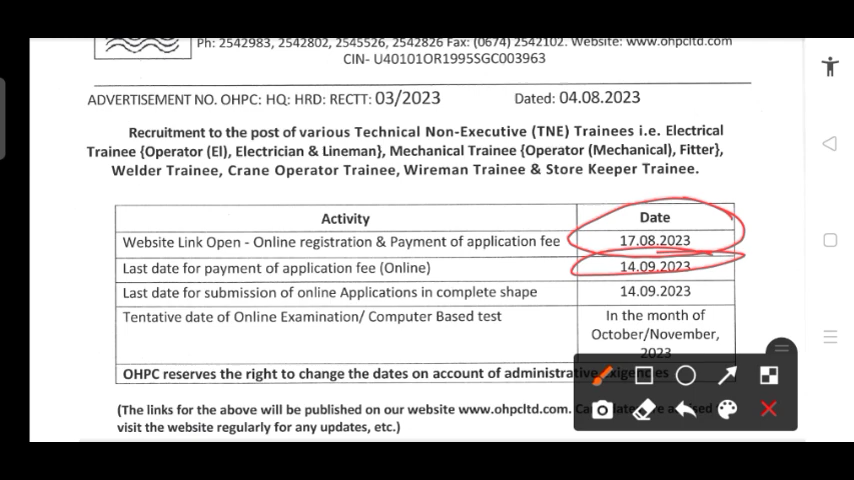 Ph: 2542983, 2542802, 2545526, 2542826 Fax: (0674) 2542102. Website: www.ohpcltd.com
CIN- U40101OR1995SGC003963
ADVERTISEMENT NO. OHPC: HQ: HRD: RECTT: 03/2023 Dated: 04.08.2023
Recruitment to the post of various Technical Non-Executive (TNE) Trainees i.e. Electrical
Trainee {Operator (El), Electrician & Lineman}, Mechanical Trainee {Operator (Mechanical), Fitter},
Welder Trainee, Crane Operator Trainee, Wireman Trainee & Store Keeper Trainee.
Activity Date
Website Link Open - Online registration & Payment of application fee 17.08.2023
Last date for payment of application fee (Online) 14.09.2023
Last date for submission of online Applications in complete shape 14.09.2023
Tentative date of Online Examination/ Computer Based test In the month of
October/November,
2023
OHPC reserves the right to change the dates on account of administrative exigencies
(The links for the above will be published on our website www.ohpcltd.com.
visit the website regularly for any updates, etc.)